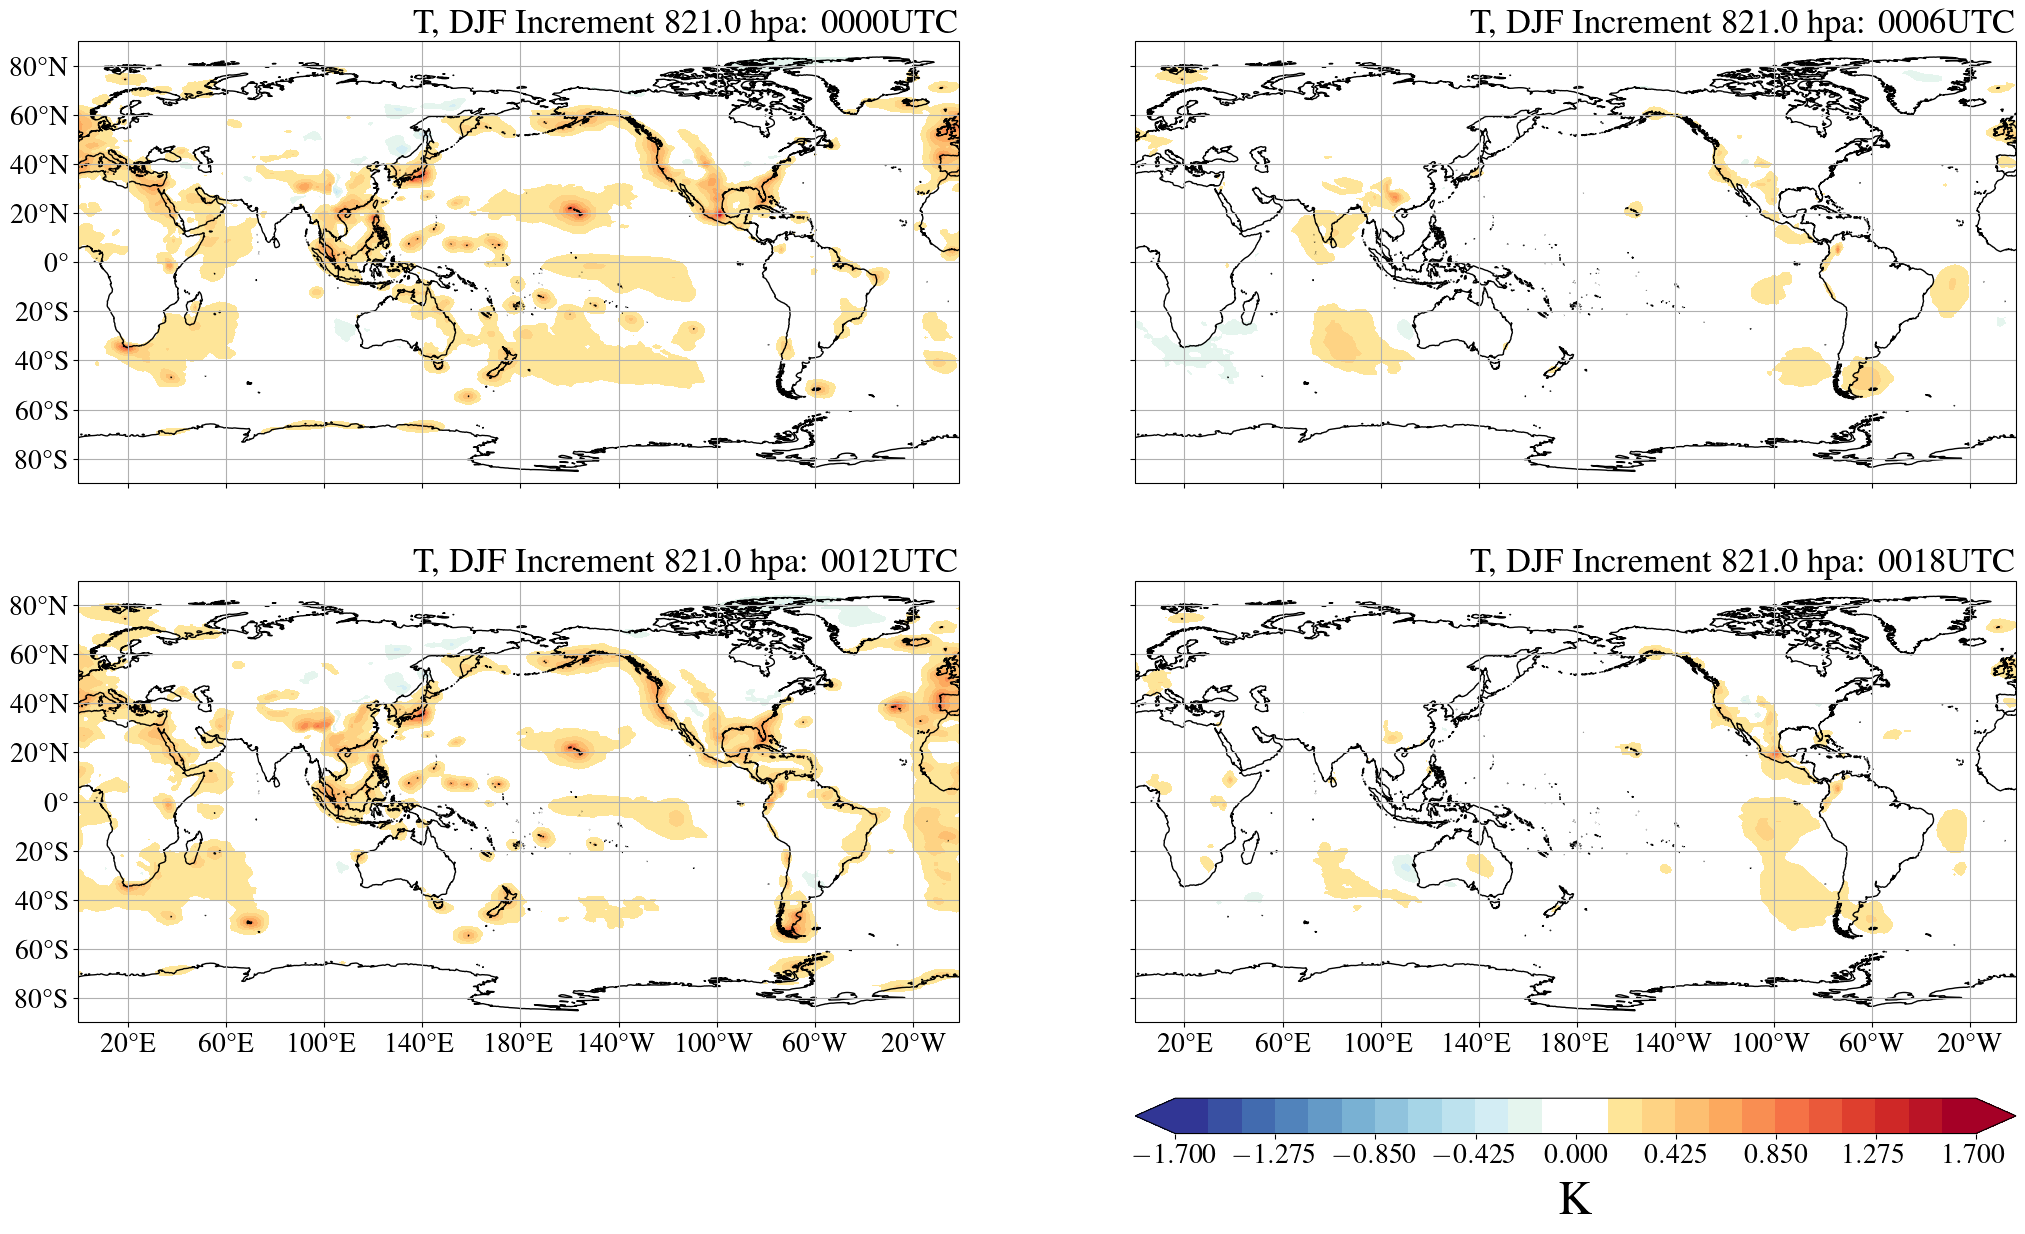 T, DJF Increment 821.0 hpa: 0000UTC
T, DJF Increment 821.0 hpa: 0006UTC
80°N
60°N
40°N
20°N
0°
20°S
40°S
60°S
80°S
T, DJF Increment 821.0 hpa: 0012UTC
T, DJF Increment 821.0 hpa: 0018UTC
80°N
60°N
40°N
20°N
0°
20°S
40°S
60°S
80°S
20°E 60°E 100°E 140°E 180°E 140°W 100°W 60°W 20°W
20°E 60°E 100°E 140°E 180°E 140°W 100°W 60°W 20°W
−1.700 −1.275 −0.850 −0.425 0.000 0.425 0.850 1.275 1.700
K